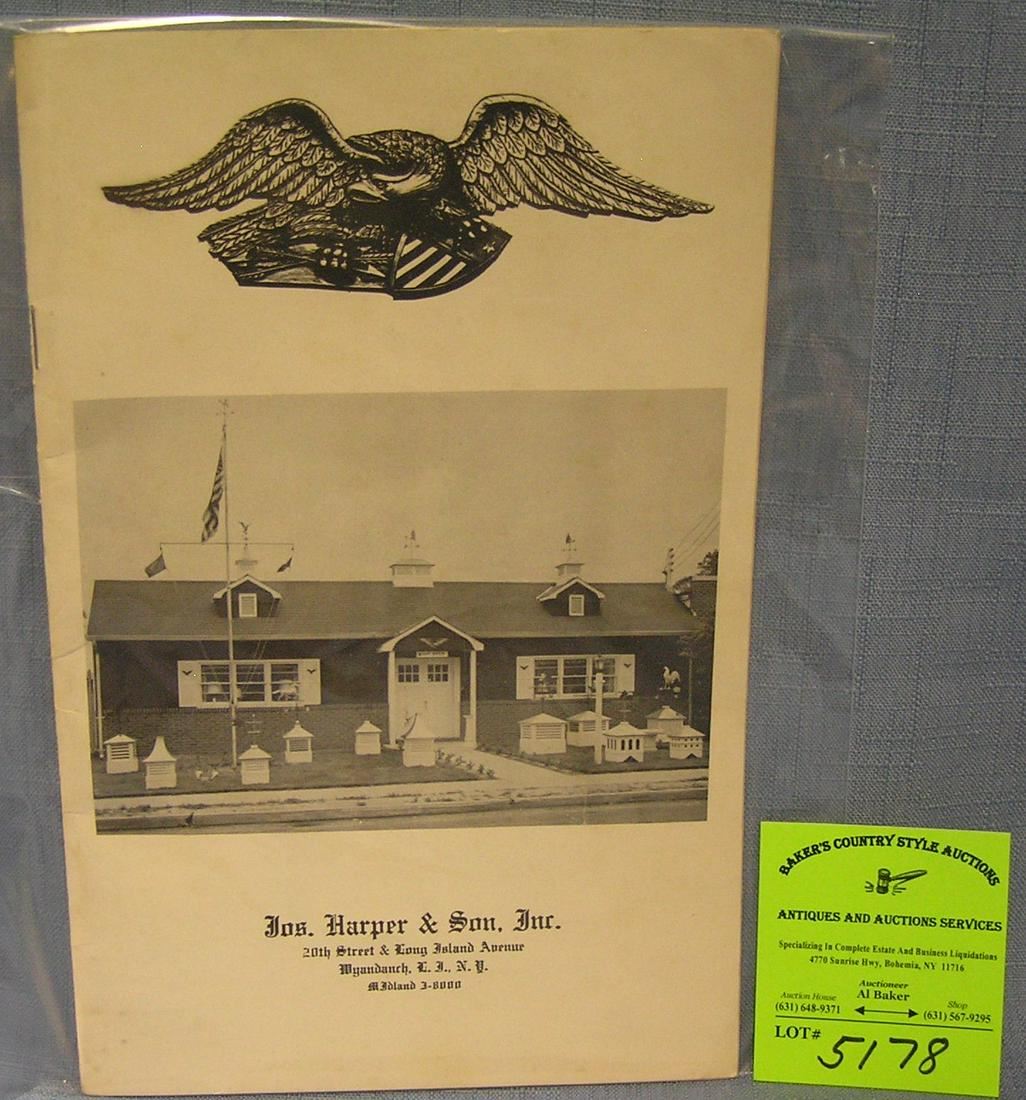 Jos. Harper & Son, Inc.
20th Street & Long Island Avenue
Wyandanch, L. I., N. Y.
MIdland 3-8000
BAKER'S COUNTRY STYLE AUCTIONS
ANTIQUES AND AUCTIONS SERVICES
Specializing In Complete Estate And Business Liquidations
4770 Sunrise Hwy, Bohemia, NY 11716
Auctioneer
Auction House Al Baker Shop
(631) 648-9371 (631) 567-9295
LOT# 5178